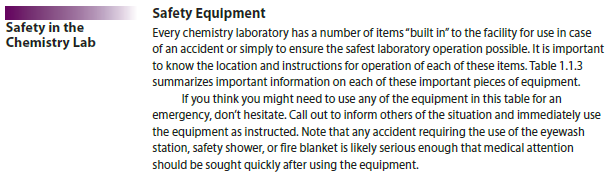 Safety in the
Chemistry Lab
Safety Equipment
Every chemistry laboratory has a number of items “built in” to the facility for use in case
of an accident or simply to ensure the safest laboratory operation possible. It is important
to know the location and instructions for operation of each of these items. Table 1.1.3
summarizes important information on each of these important pieces of equipment.
If you think you might need to use any of the equipment in this table for an
emergency, don’t hesitate. Call out to inform others of the situation and immediately use
the equipment as instructed. Note that any accident requiring the use of the eyewash
station, safety shower, or fire blanket is likely serious enough that medical attention
should be sought quickly after using the equipment.